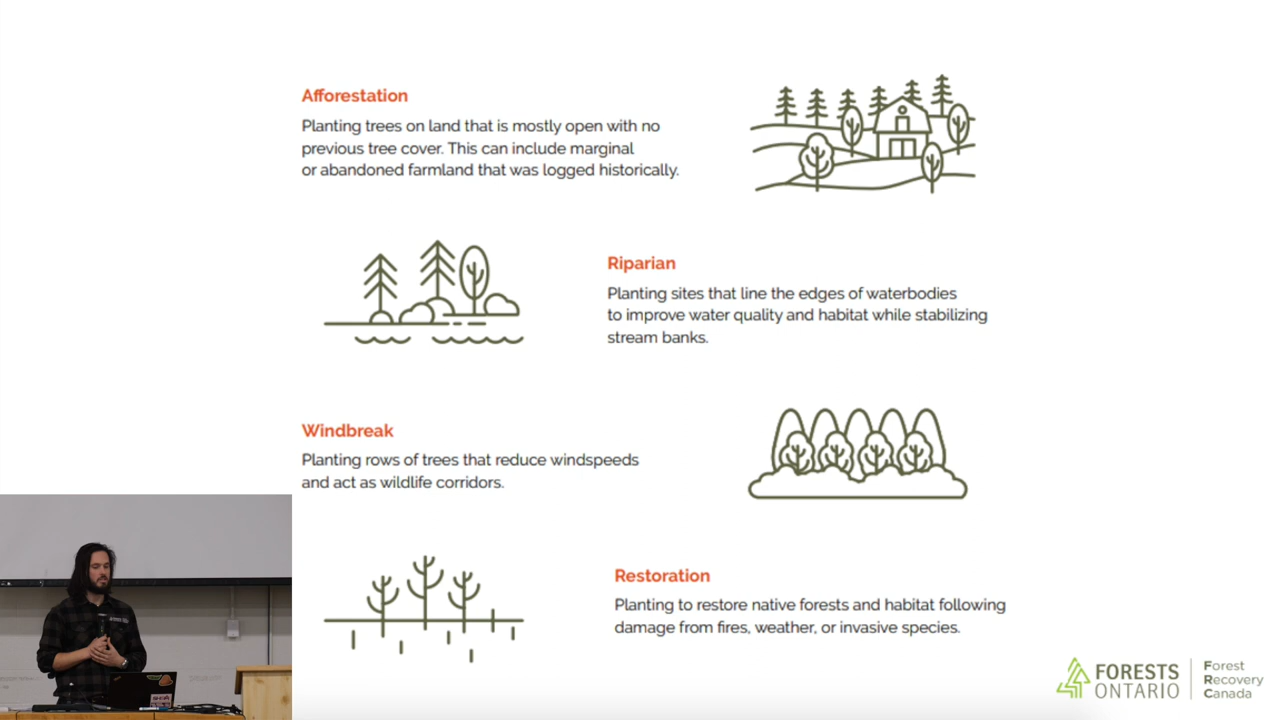 Afforestation
Planting trees on land that is mostly open with no
previous tree cover. This can include marginal
or abandoned farmland that was logged historically.
Riparian
Planting sites that line the edges of waterbodies
to improve water quality and habitat while stabilizing
stream banks.
Windbreak
Planting rows of trees that reduce windspeeds
and act as wildlife corridors.
Restoration
Planting to restore native forests and habitat following
damage from fires, weather, or invasive species.
FORESTS
ONTARIO
Forest
Recovery
Canada